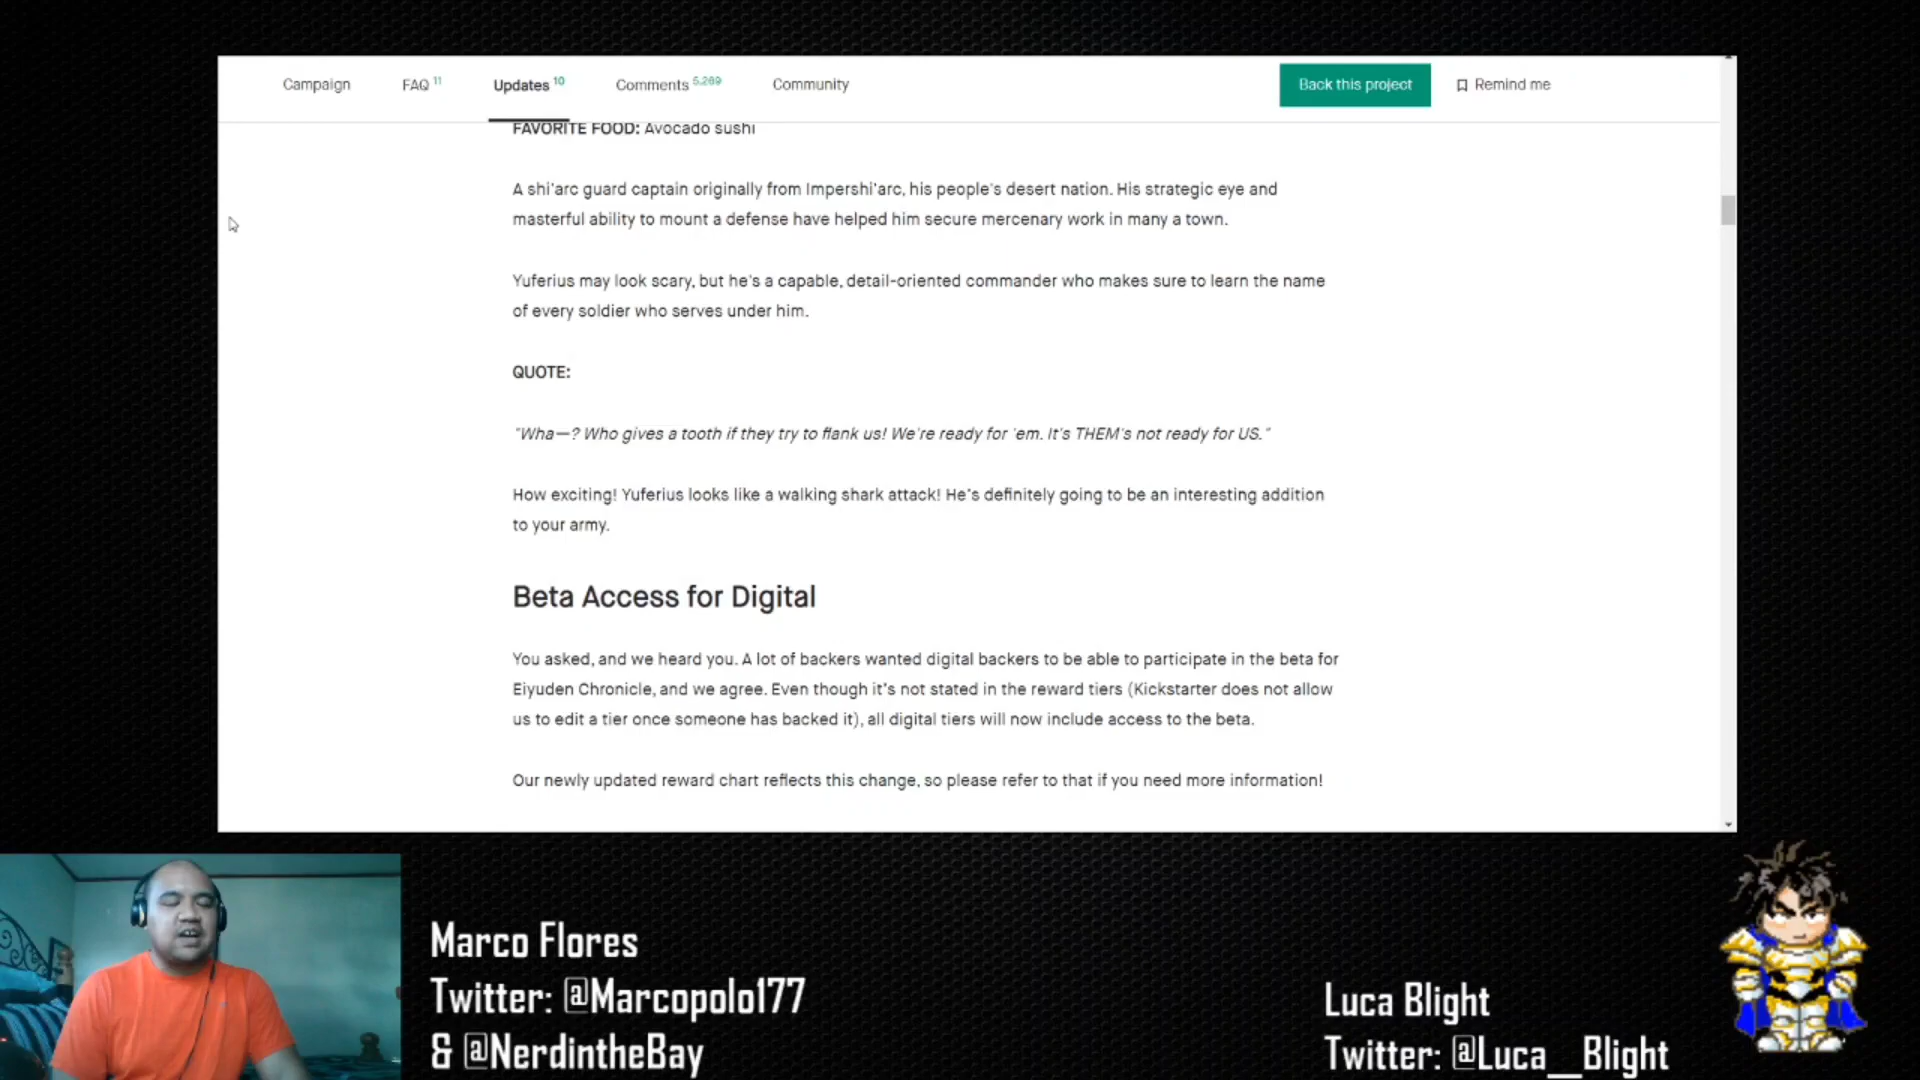 Campaign FAQ 11 Updates 10 Comments 5,269 Community Back this project Remind me
FAVORITE FOOD: Avocado sushi
A shi'arc guard captain originally from Impershi'arc, his people's desert nation. His strategic eye and
masterful ability to mount a defense have helped him secure mercenary work in many a town.
Yuferius may look scary, but he's a capable, detail-oriented commander who makes sure to learn the name
of every soldier who serves under him.
QUOTE:
"Wha—? Who gives a tooth if they try to flank us! We're ready for 'em. It's THEM's not ready for US."
How exciting! Yuferius looks like a walking shark attack! He's definitely going to be an interesting addition
to your army.
Beta Access for Digital
You asked, and we heard you. A lot of backers wanted digital backers to be able to participate in the beta for
Eiyuden Chronicle, and we agree. Even though it's not stated in the reward tiers (Kickstarter does not allow
us to edit a tier once someone has backed it), all digital tiers will now include access to the beta.
Our newly updated reward chart reflects this change, so please refer to that if you need more information!
Marco Flores
Twitter: @Marcopolo177
& @NerdintheBay
Luca Blight
Twitter: @Luca__Blight